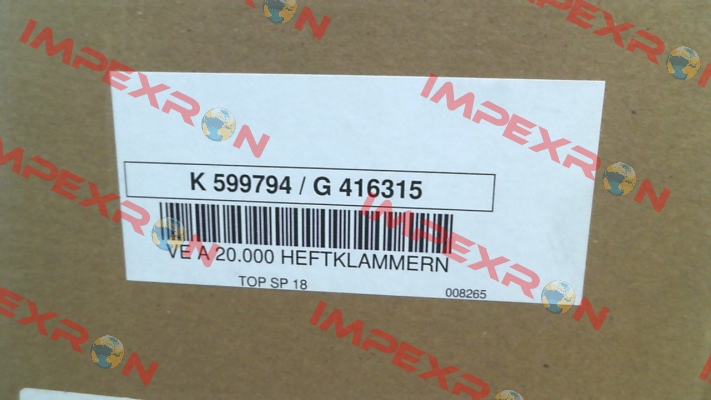 K 599794 / G 416315
VE A 20.000 HEFTKLAMMERN
TOP SP 18
008265
IMPEXRON
IMPEXRON
IMPEXRON
IMPEXRON
IMPEXRON
IMPEXRON
IMPEXRON